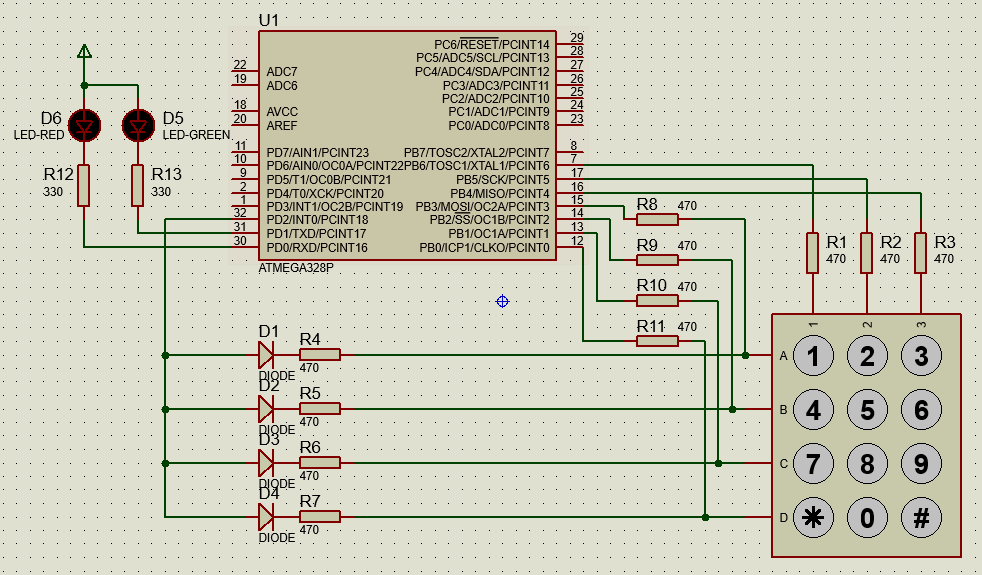 U1
PC6/RESET/PCINT14 29
PC5/ADC5/SCL/PCINT13 28
22 ADC7 PC4/ADC4/SDA/PCINT12 27
19 ADC6 PC3/ADC3/PCINT11 26
PC2/ADC2/PCINT10 25
18 AVCC PC1/ADC1/PCINT9 24
20 AREF PC0/ADC0/PCINT8 23
11 PD7/AIN1/PCINT23 PB7/TOSC2/XTAL2/PCINT7 8
10 PD6/AIN0/OC0A/PCINT22 PB6/TOSC1/XTAL1/PCINT6 7
9 PD5/T1/OC0B/PCINT21 PB5/SCK/PCINT5 17
2 PD4/T0/XCK/PCINT20 PB4/MISO/PCINT4 16
1 PD3/INT1/OC2B/PCINT19 PB3/MOSI/OC2A/PCINT3 15
32 PD2/INT0/PCINT18 PB2/SS/OC1B/PCINT2 14
31 PD1/TXD/PCINT17 PB1/OC1A/PCINT1 13
30 PD0/RXD/PCINT16 PB0/ICP1/CLKO/PCINT0 12
ATMEGA328P
D6
LED-RED
D5
LED-GREEN
R12
330
R13
330
R8 470
R9 470
R10 470
R11 470
R1
470
R2
470
R3
470
D1
DIODE
R4
470
D2
DIODE
R5
470
D3
DIODE
R6
470
D4
DIODE
R7
470
1 2 3
A 1 2 3
B 4 5 6
C 7 8 9
D * 0 #